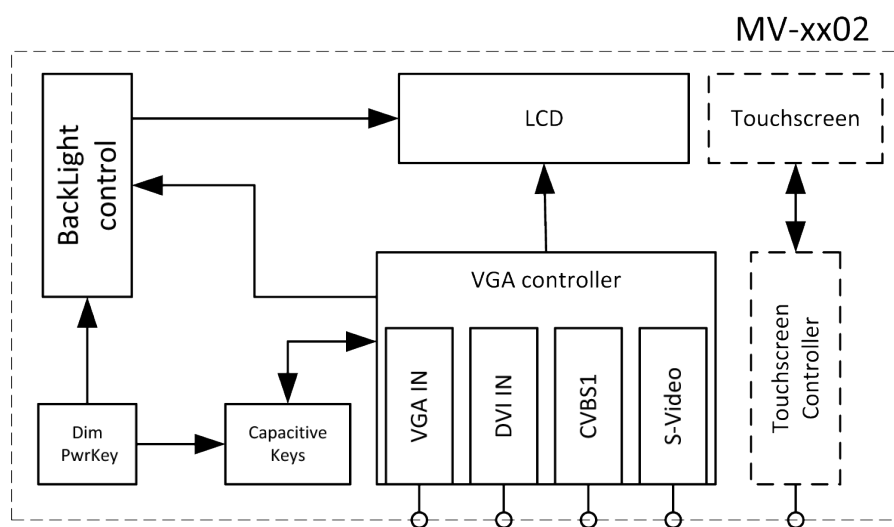 MV-xx02
BackLight
control
LCD
Touchscreen
VGA controller
VGA IN
DVI IN
CVBS1
S-Video
Touchscreen
Controller
Dim
PwrKey
Capacitive
Keys